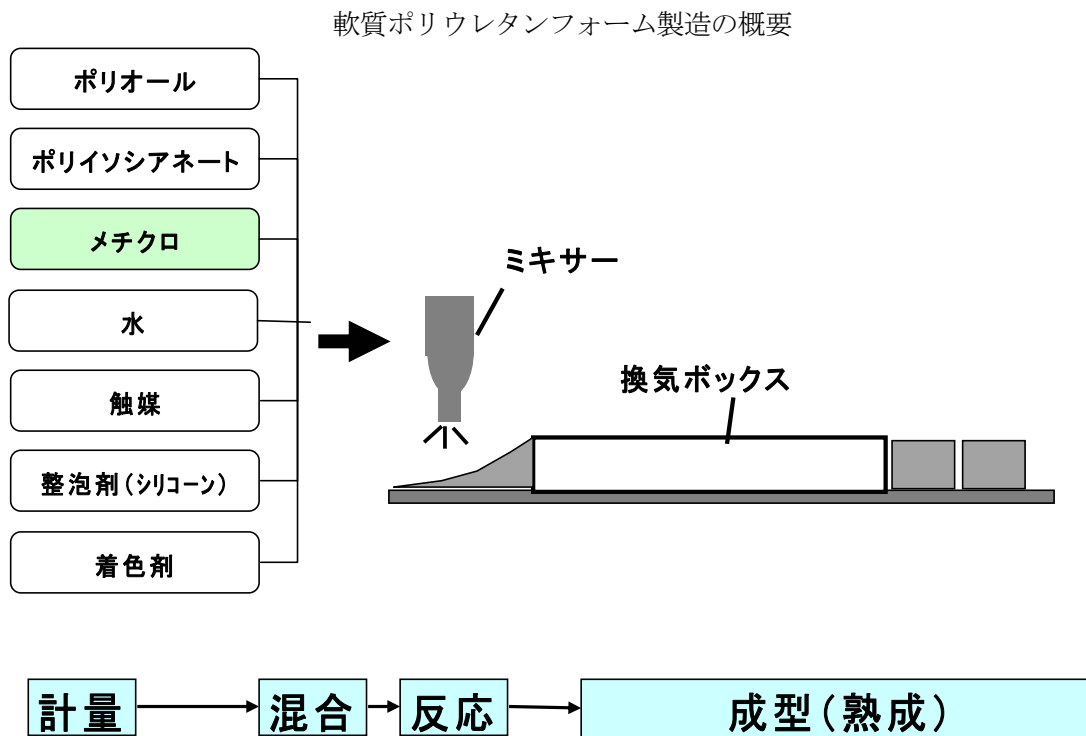 軟質ポリウレタンフォーム製造の概要
ポリオール
ポリイソシアネート
メチクロ
水
触媒
整泡剤(シリコーン)
着色剤
ミキサー
換気ボックス
計量
混合
反応
成型(熟成)